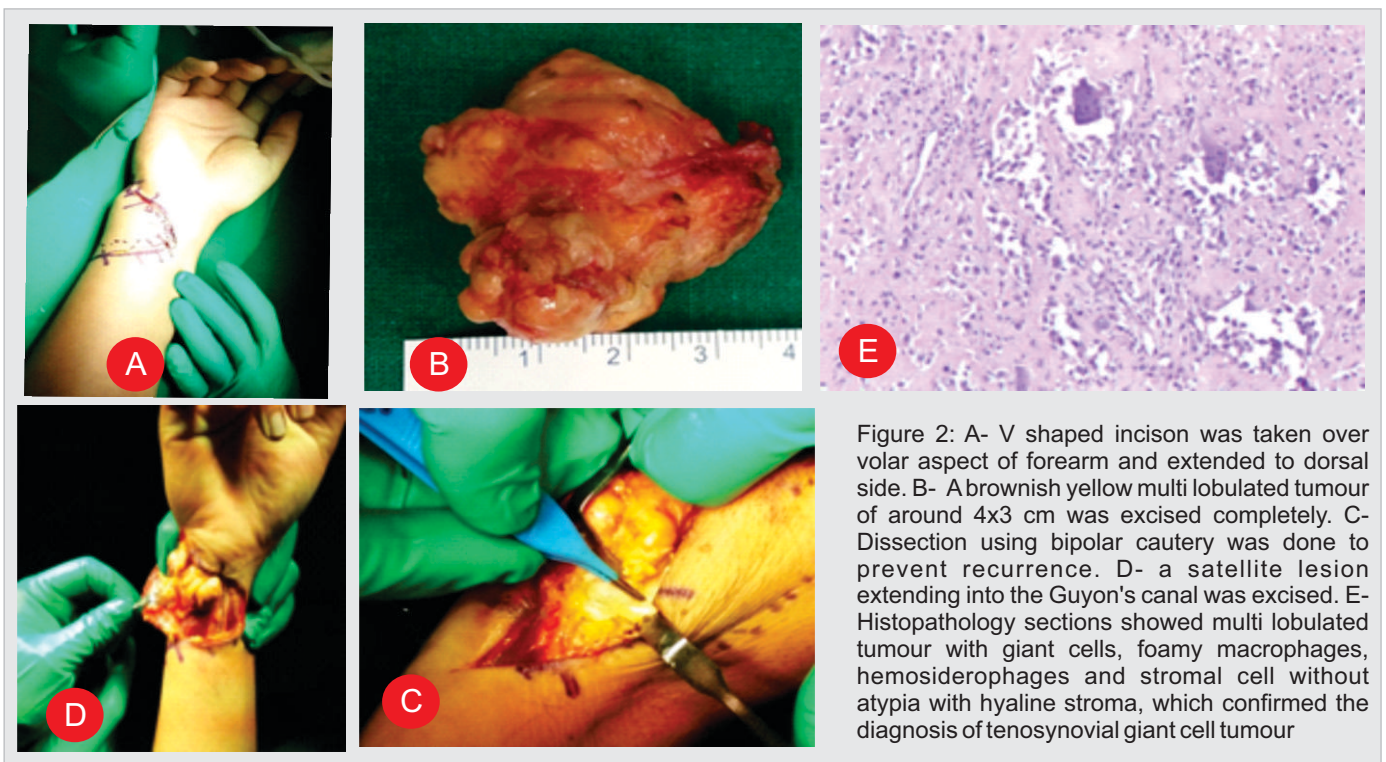 A
B
1 2 3 4
E
D
C
Figure 2: A- V shaped incison was taken over
volar aspect of forearm and extended to dorsal
side. B- A brownish yellow multi lobulated tumour
of around 4x3 cm was excised completely. C-
Dissection using bipolar cautery was done to
prevent recurrence. D- a satellite lesion
extending into the Guyon's canal was excised. E-
Histopathology sections showed multi lobulated
tumour with giant cells, foamy macrophages,
hemosiderophages and stromal cell without
atypia with hyaline stroma, which confirmed the
diagnosis of tenosynovial giant cell tumour